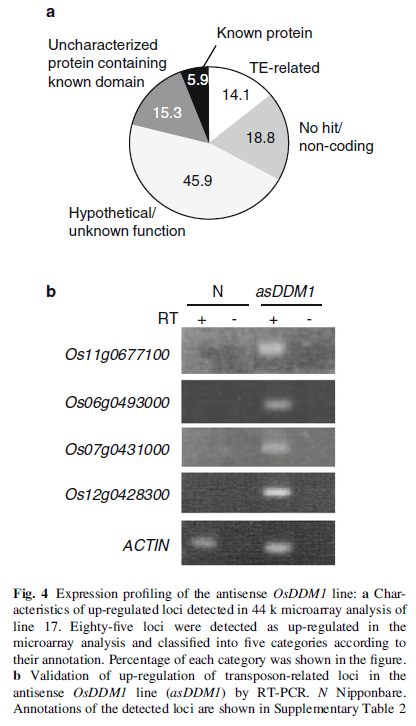 a
Known protein
Uncharacterized
protein containing
known domain
TE-related
5.9
14.1
15.3
No hit/
non-coding
18.8
45.9
Hypothetical/
unknown function
b
N asDDM1
RT + - + -
Os11g0677100
Os06g0493000
Os07g0431000
Os12g0428300
ACTIN
Fig. 4 Expression profiling of the antisense OsDDM1 line: a Char-
acteristics of up-regulated loci detected in 44 k microarray analysis of
line 17. Eighty-five loci were detected as up-regulated in the
microarray analysis and classified into five categories according to
their annotation. Percentage of each category was shown in the figure.
b Validation of up-regulation of transposon-related loci in the
antisense OsDDM1 line (asDDM1) by RT-PCR. N Nipponbare.
Annotations of the detected loci are shown in Supplementary Table 2